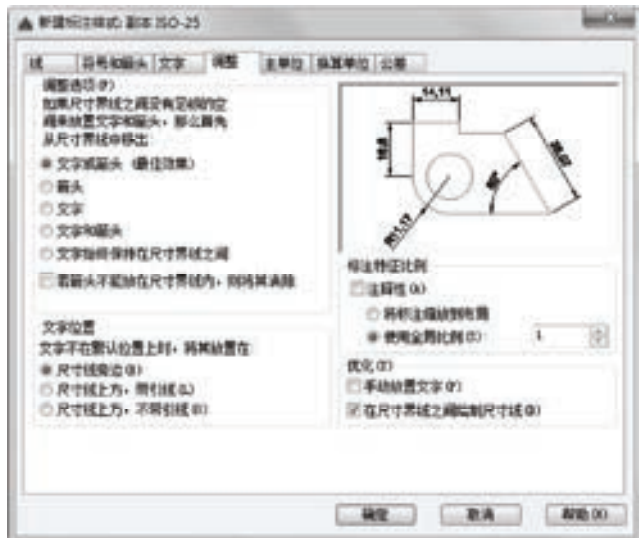 新建标注样式: 副本 ISO-25
线 符号和箭头 文字 调整 主单位 换算单位 公差
调整选项(F)
如果尺寸界线之间没有足够的空
间来放置文字和箭头，那么首先
从尺寸界线中移出
文字或箭头 (最佳效果)
箭头
文字
文字和箭头
文字始终保持在尺寸界线之间
若箭头不能放在尺寸界线内，则将其消除
文字位置
文字不在默认位置上时，将其放置在
尺寸线旁边(B)
尺寸线上方，带引线(L)
尺寸线上方，不带引线(O)
14,11
16,6
R11,17
60°
标注特征比例
注释性(A)
将标注缩放到布局
使用全局比例(S) 1
优化(T)
手动放置文字(P)
在尺寸界线之间绘制尺寸线(D)
确定 取消 帮助(H)